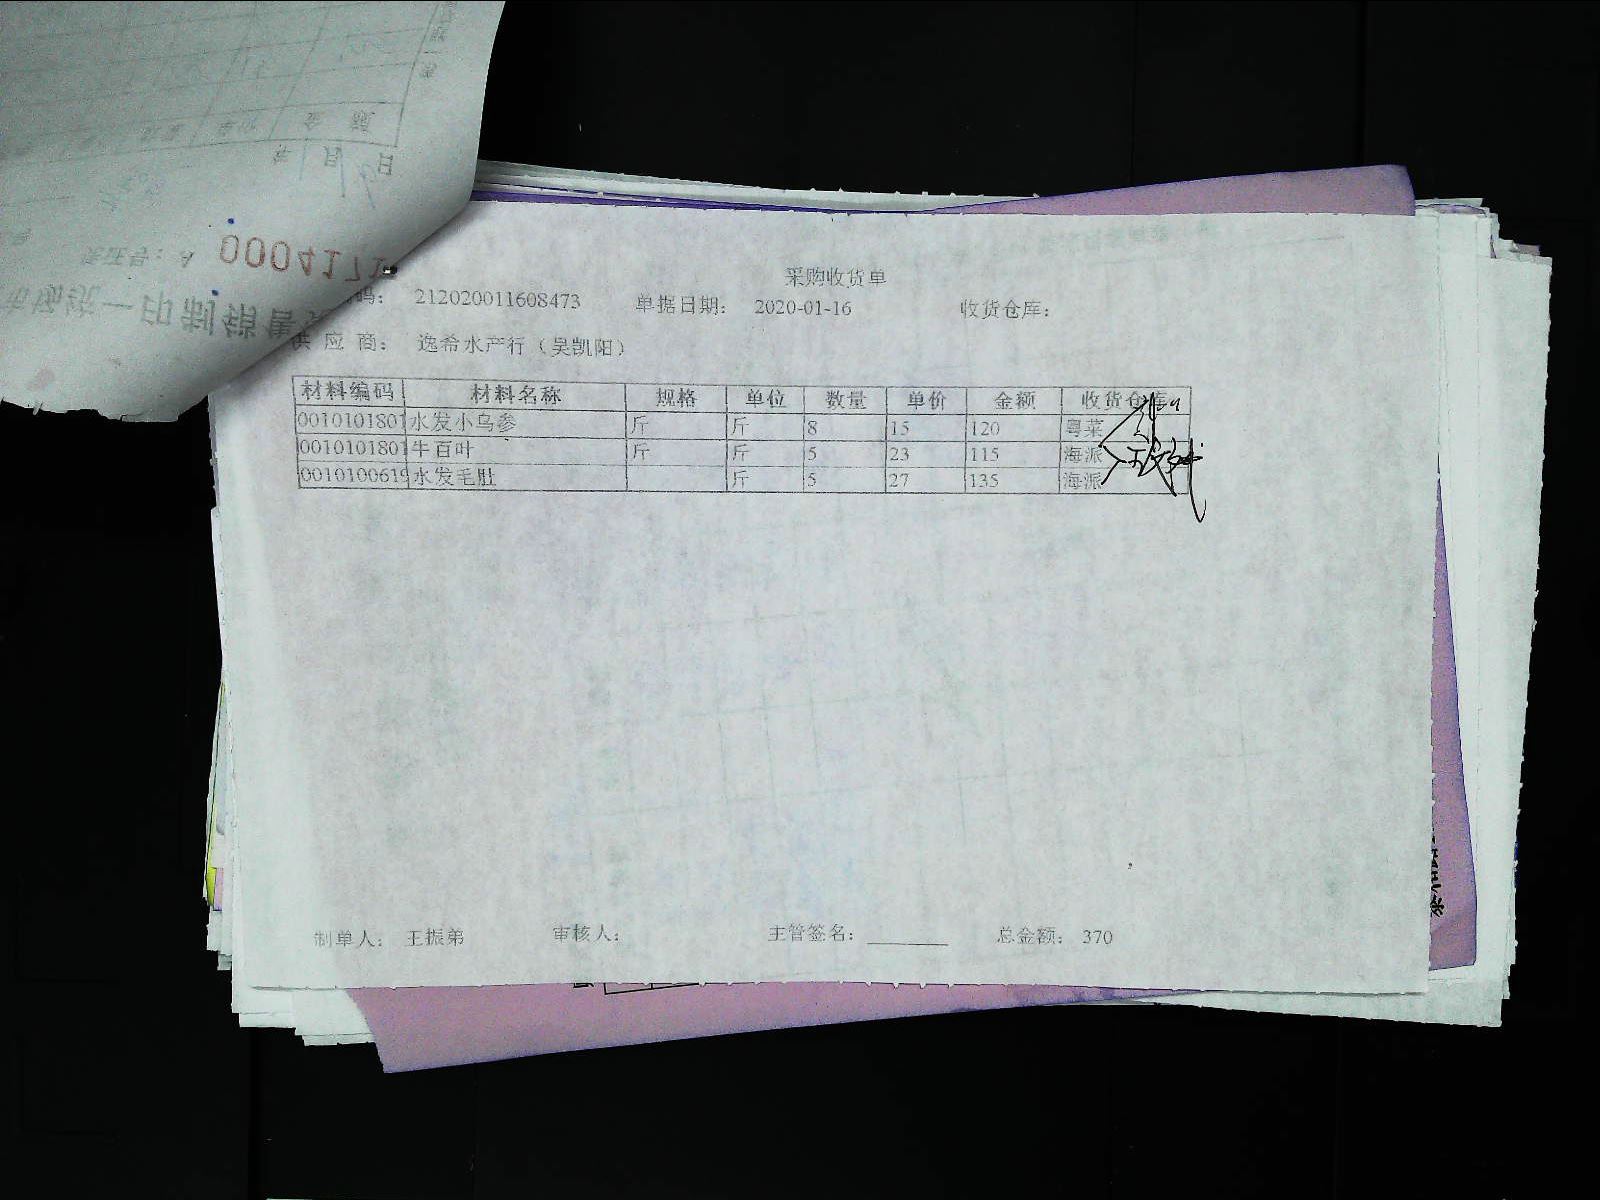 采购收货单
码： 212020011608473 单据日期： 2020-01-16 收货仓库：
供应商： 逸希水产行（吴凯阳）
材料编码 材料名称 规格 单位 数量 单价 金额 收货仓库
0010101801 水发小乌参 斤 斤 8 15 120 粤菜
0010101801 牛百叶 斤 斤 5 23 115 海派
0010100619 水发毛肚 斤 5 27 135 海派
制单人： 王振弟 审核人： 主管签名： 总金额： 370
0004171